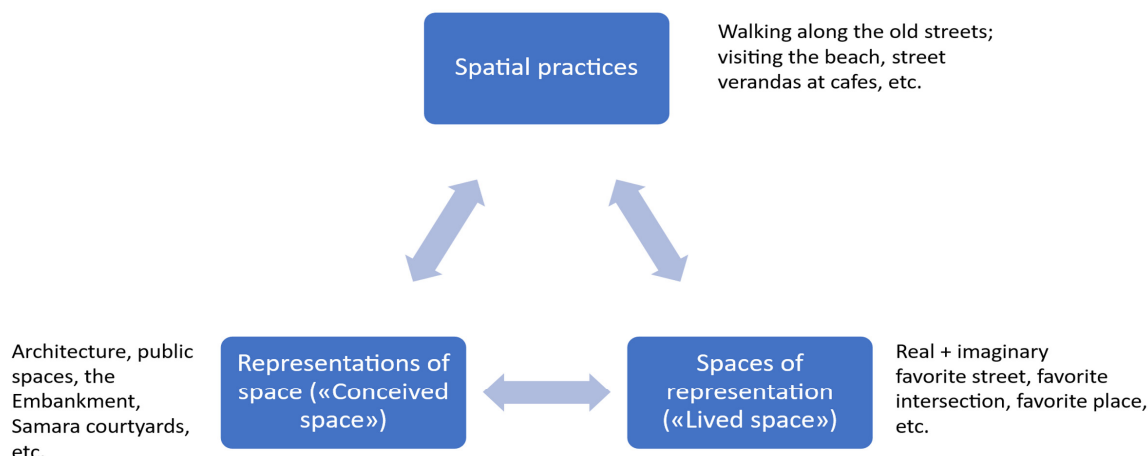 Spatial practices
Walking along the old streets;
visiting the beach, street
verandas at cafes, etc.
Architecture, public
spaces, the
Embankment,
Samara courtyards,
etc.
Representations of
space («Conceived
space»)
Spaces of
representation
(«Lived space»)
Real + imaginary
favorite street, favorite
intersection, favorite place,
etc.